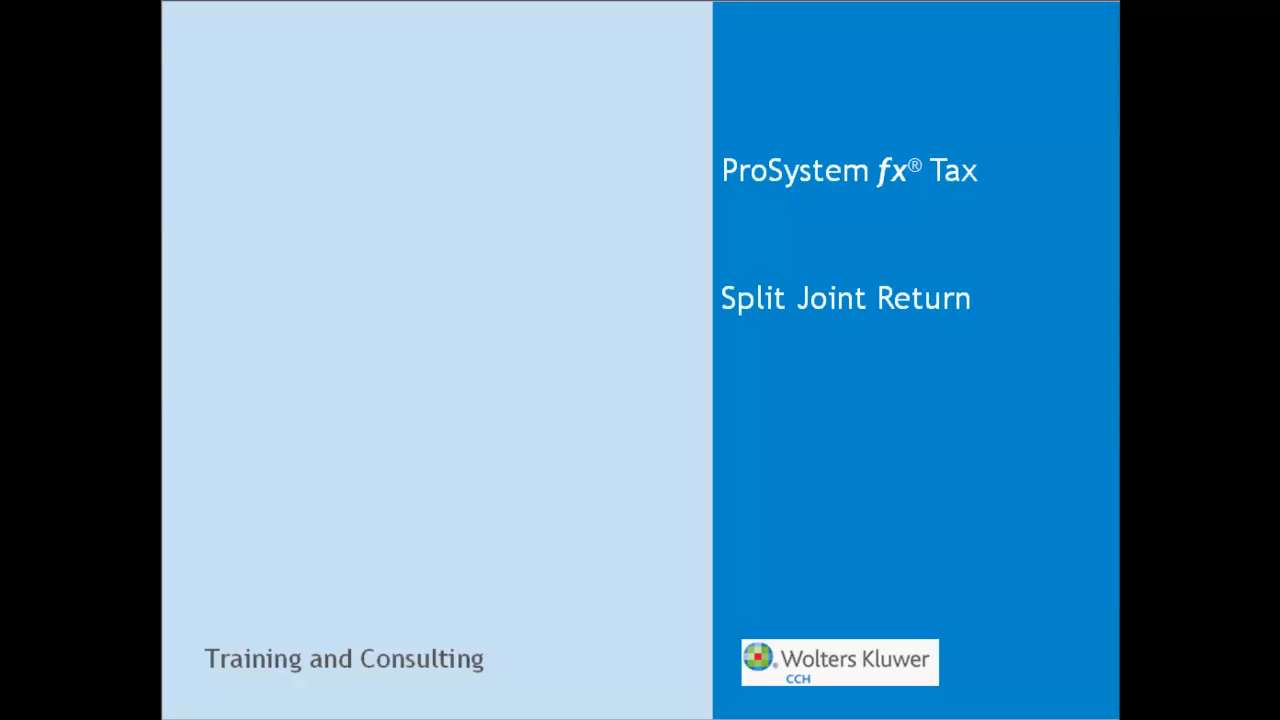 ProSystem fx® Tax
Split Joint Return
Training and Consulting
Wolters Kluwer
CCH